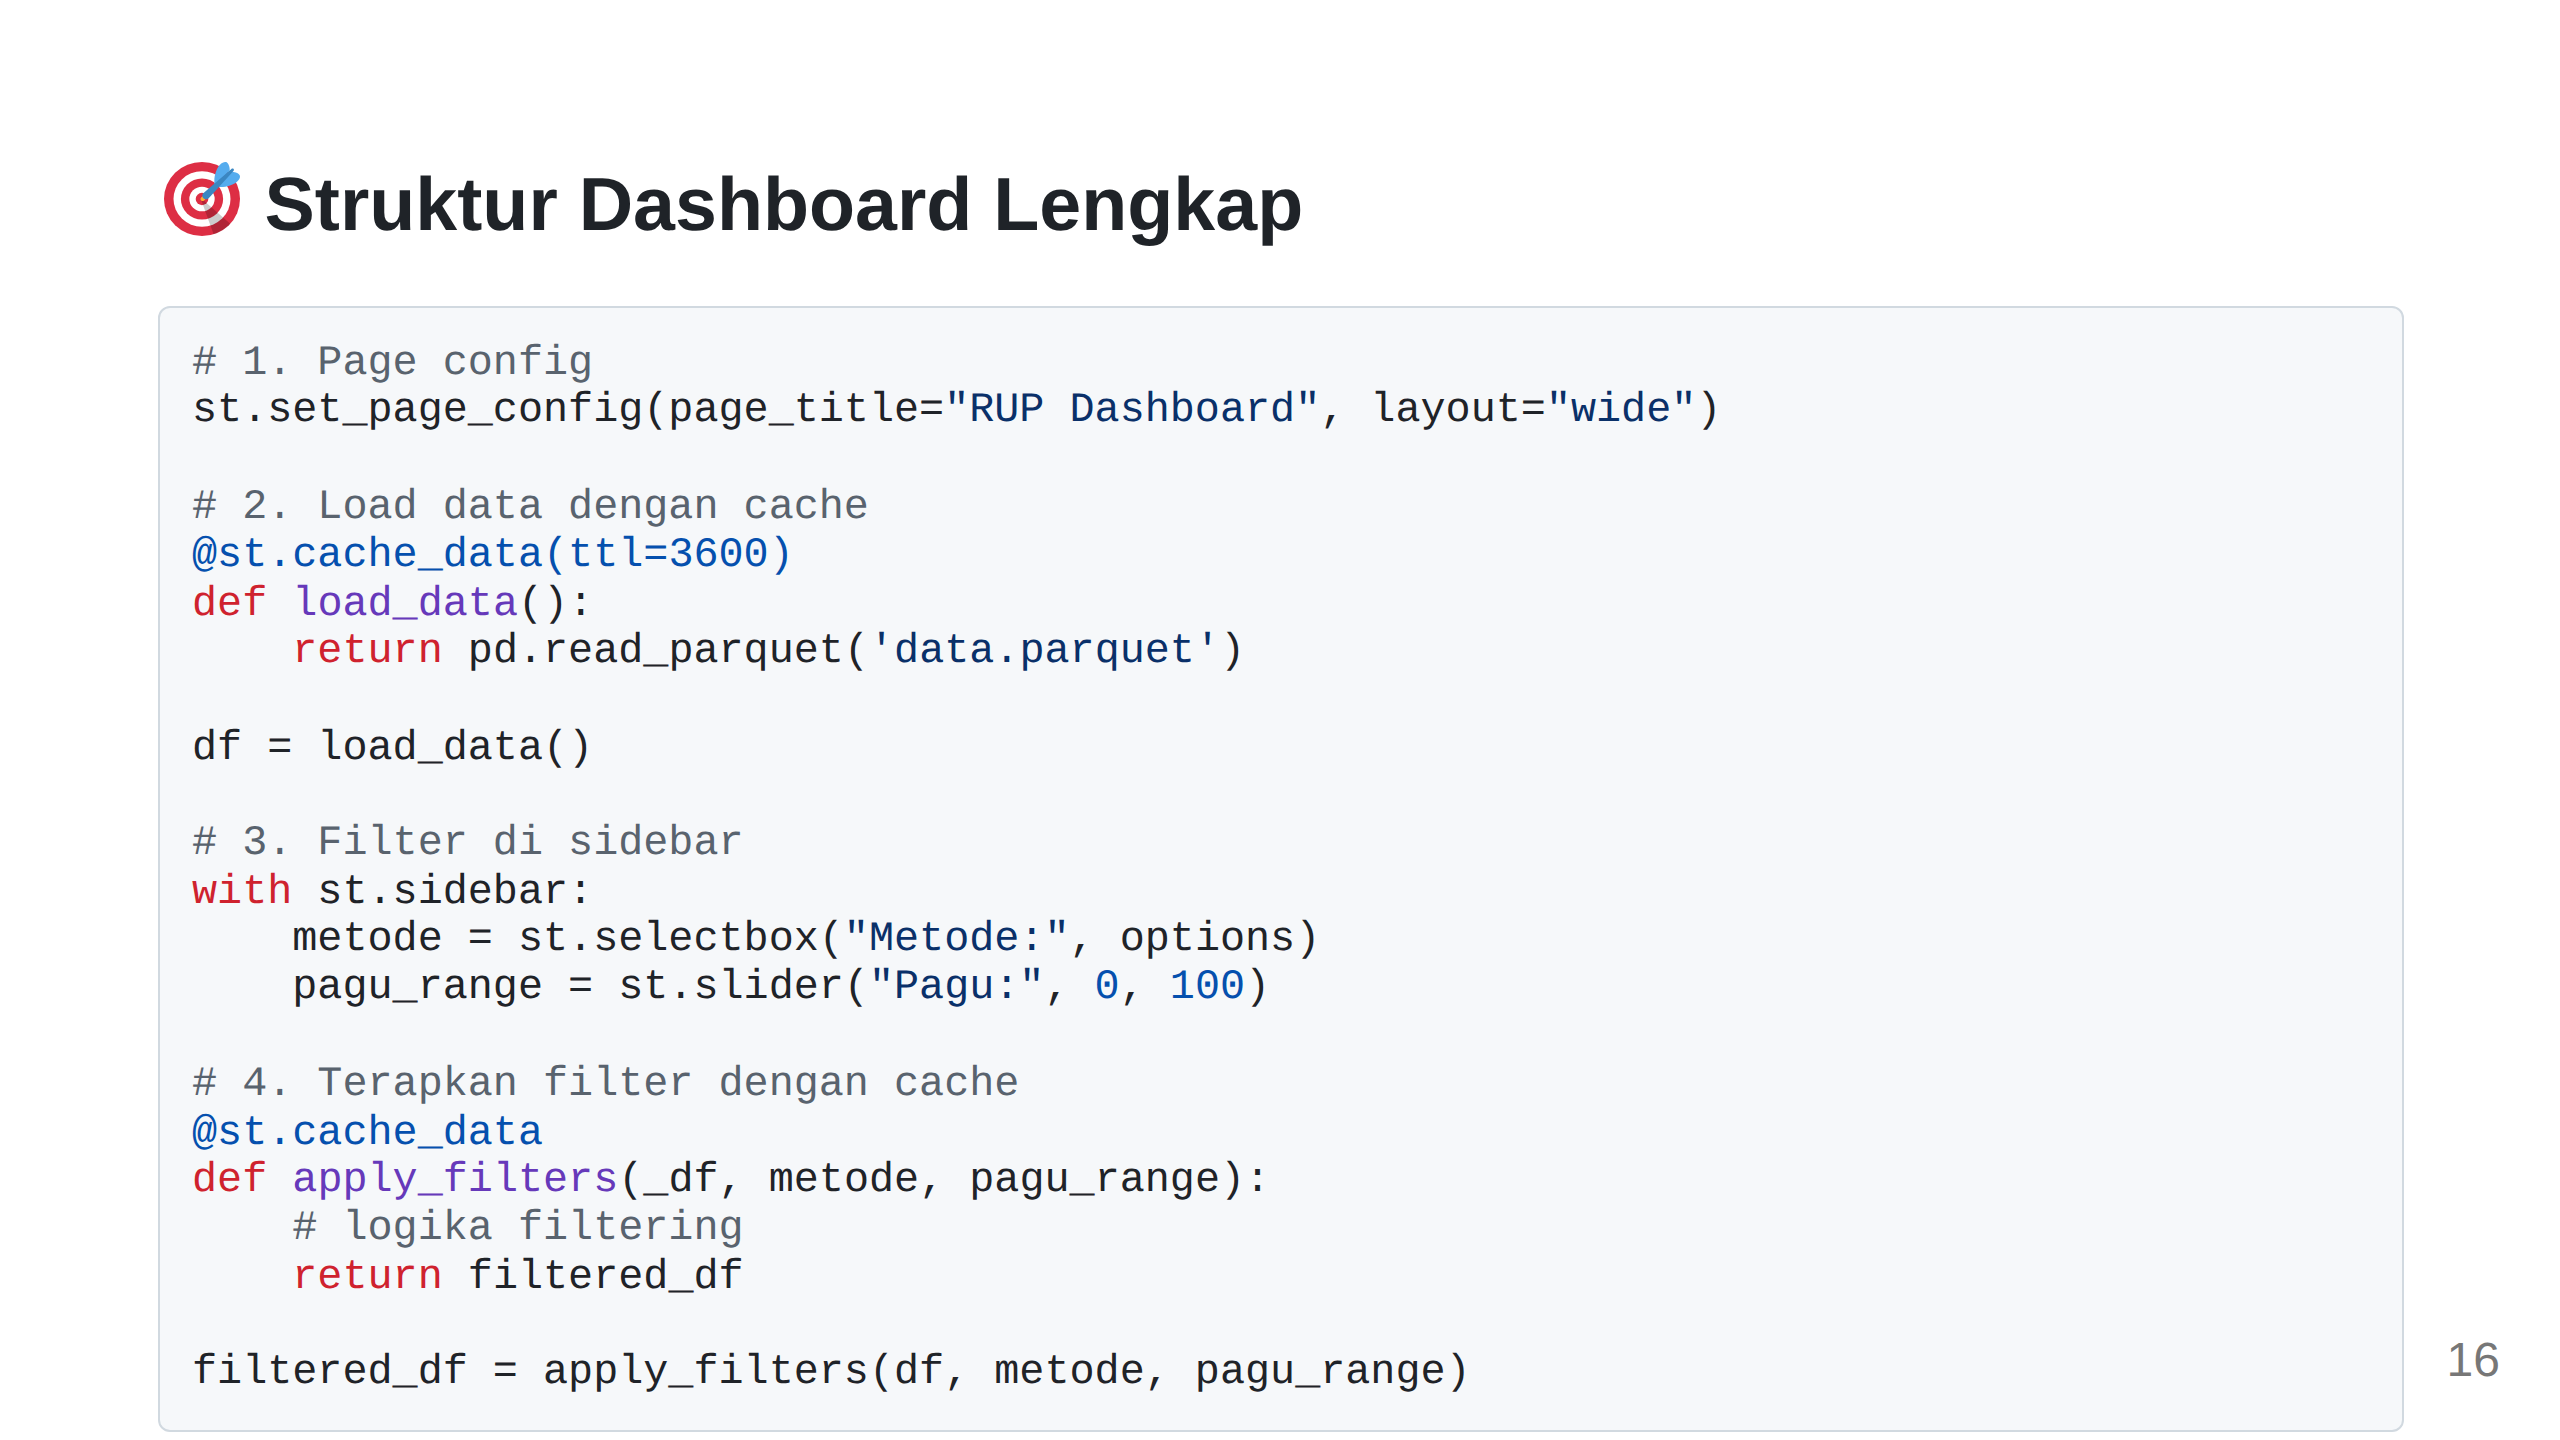 🎯 Struktur Dashboard Lengkap
# 1. Page config
st.set_page_config(page_title="RUP Dashboard", layout="wide")

# 2. Load data dengan cache
@st.cache_data(ttl=3600)
def load_data():
    return pd.read_parquet('data.parquet')

df = load_data()

# 3. Filter di sidebar
with st.sidebar:
    metode = st.selectbox("Metode:", options)
    pagu_range = st.slider("Pagu:", 0, 100)

# 4. Terapkan filter dengan cache
@st.cache_data
def apply_filters(_df, metode, pagu_range):
    # logika filtering
    return filtered_df

filtered_df = apply_filters(df, metode, pagu_range)
16